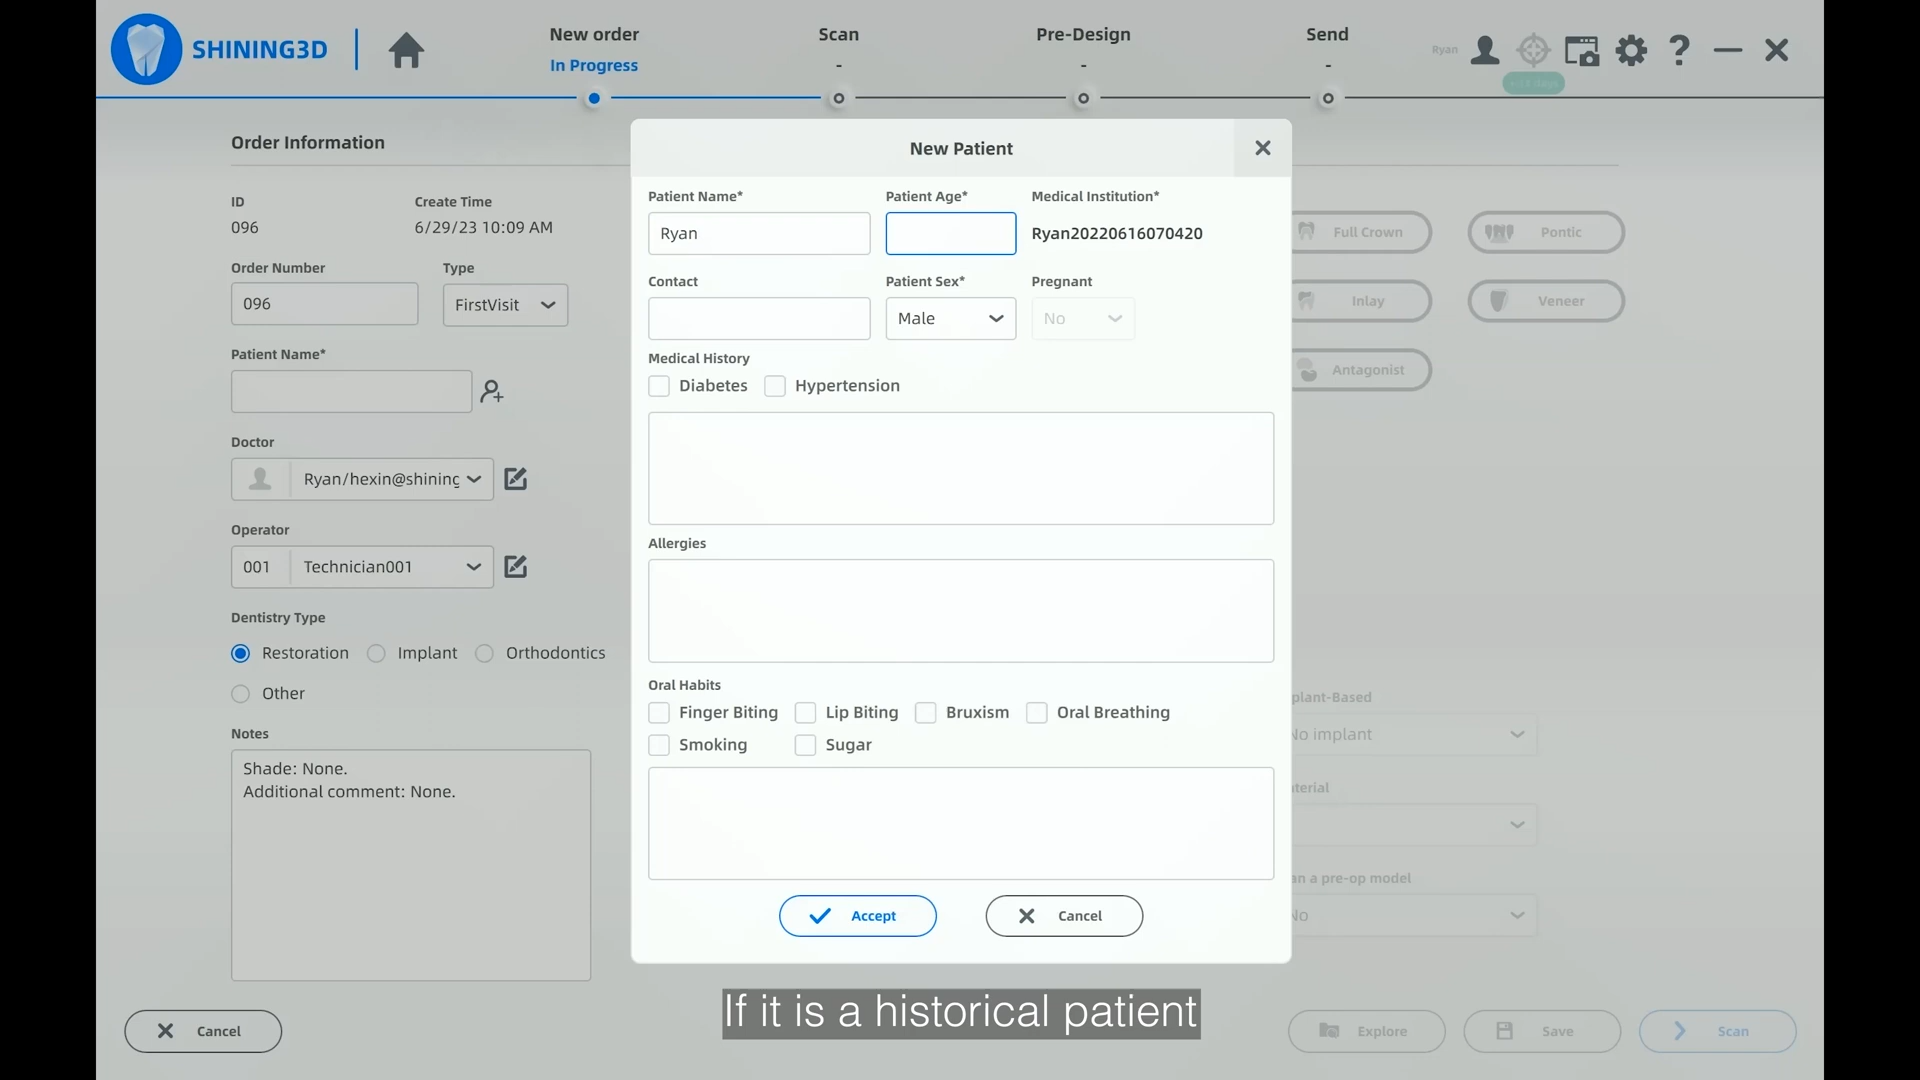 SHINING3D
New order
In Progress
Scan
-
Pre-Design
-
Send
-
Ryan
Order Information
ID
096
Create Time
6/29/23 10:09 AM
Order Number
096
Type
FirstVisit
Patient Name*
Doctor
Ryan/hexin@shining
Operator
001
Technician001
Dentistry Type
Restoration
Implant
Orthodontics
Other
Notes
Shade: None.
Additional comment: None.
Cancel
New Patient
Patient Name*
Ryan
Patient Age*
Medical Institution*
Ryan20220616070420
Contact
Patient Sex*
Male
Pregnant
No
Medical History
Diabetes
Hypertension
Allergies
Oral Habits
Finger Biting
Lip Biting
Bruxism
Oral Breathing
Smoking
Sugar
Accept
Cancel
Full Crown
Pontic
Inlay
Veneer
Antagonist
plant-Based
No implant
terial
an a pre-op model
No
Explore
Save
Scan
If it is a historical patient